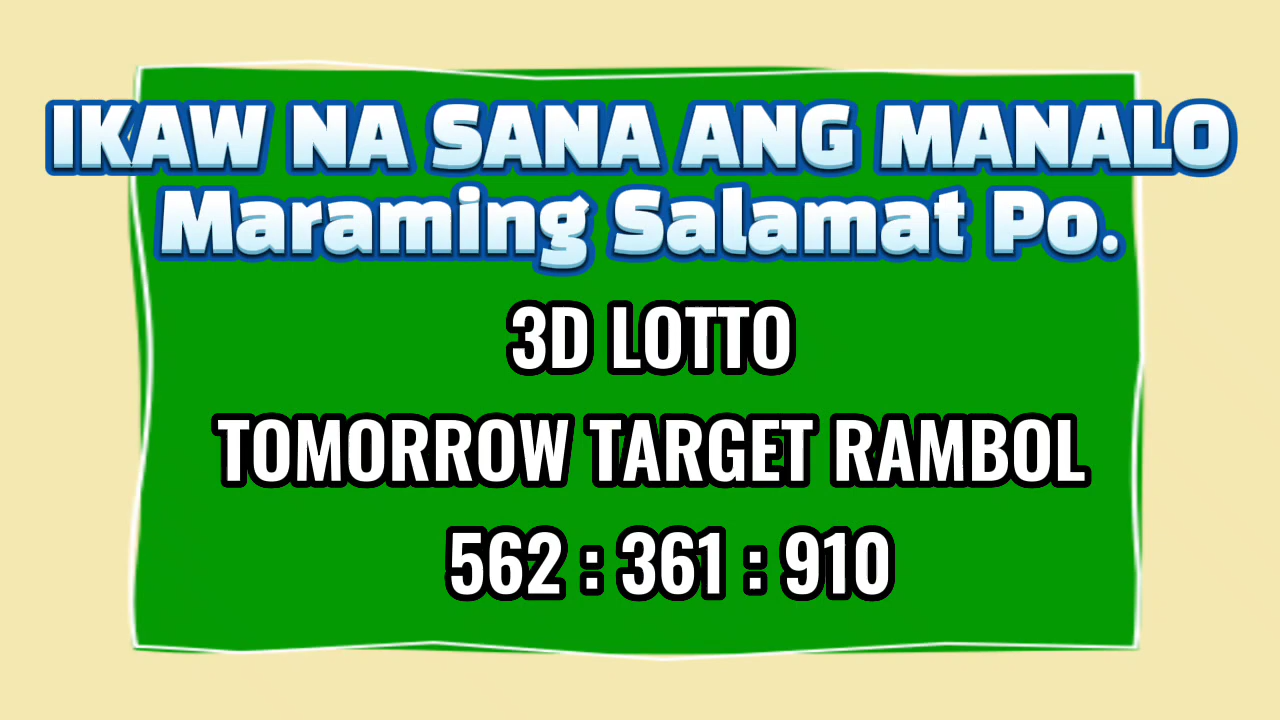 IKAW NA SANA ANG MANALO
Maraming Salamat Po.
3D LOTTO
TOMORROW TARGET RAMBOL
562 : 361 : 910